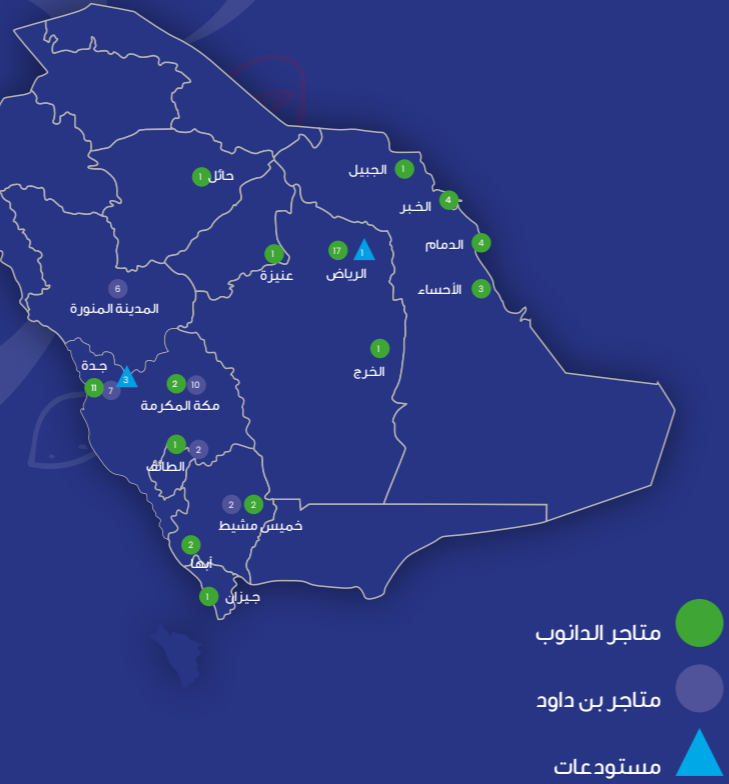 حائل 1
الجبيل 1
الخبر 4
الدمام 4
الأحساء 3
17 1
الرياض
1
عنيزة
6
المدينة المنورة
1
الخرج
جدة
11 7 3
2 10
مكة المكرمة
1 2
الطائف
2 2
خميس مشيط
2
أبها
1 جيزان
متاجر الدانوب
متاجر بن داود
مستودعات